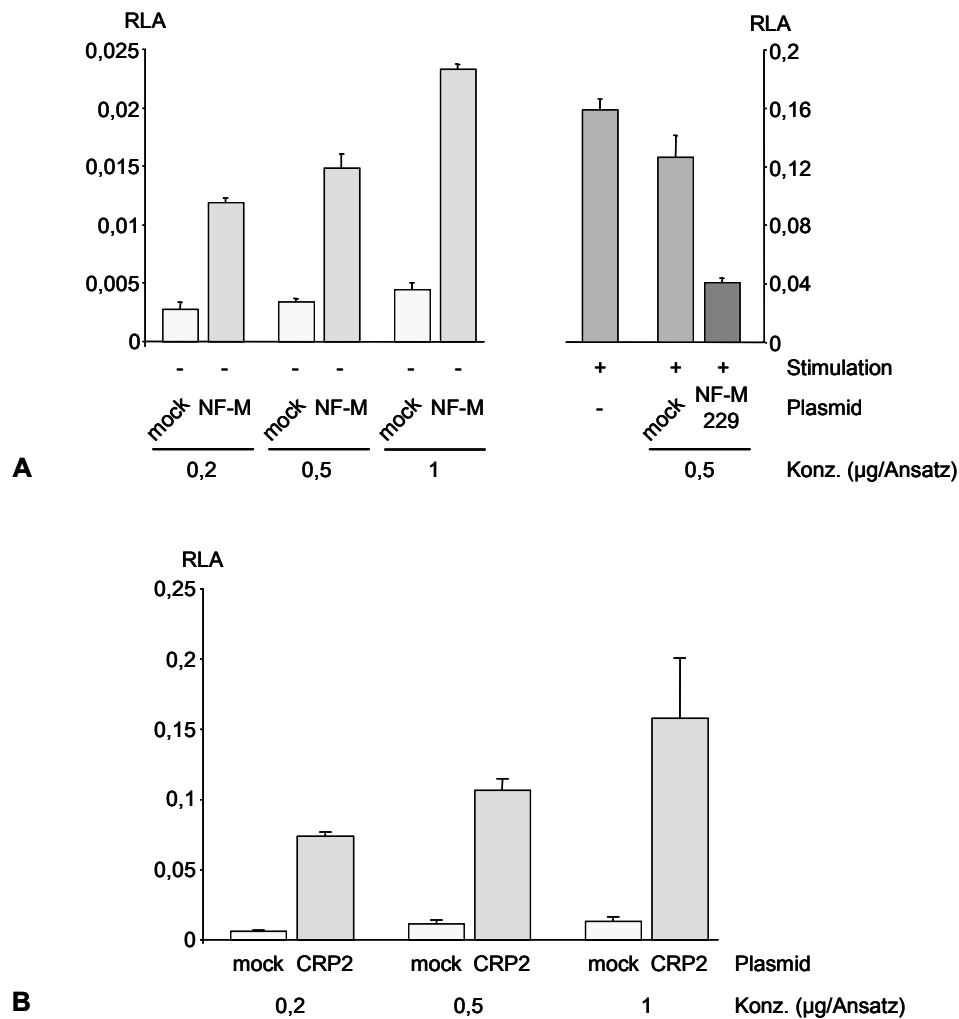 RLA
0,025
0,02
0,015
0,01
0,005
0
RLA
0,2
0,16
0,12
0,08
0,04
0
- - - - - - + + + Stimulation
mock NF-M mock NF-M mock NF-M - mock NF-M 229 Plasmid
A 0,2 0,5 1 0,5 Konz. (µg/Ansatz)
RLA
0,25
0,2
0,15
0,1
0,05
0
mock CRP2 mock CRP2 mock CRP2 Plasmid
B 0,2 0,5 1 Konz. (µg/Ansatz)